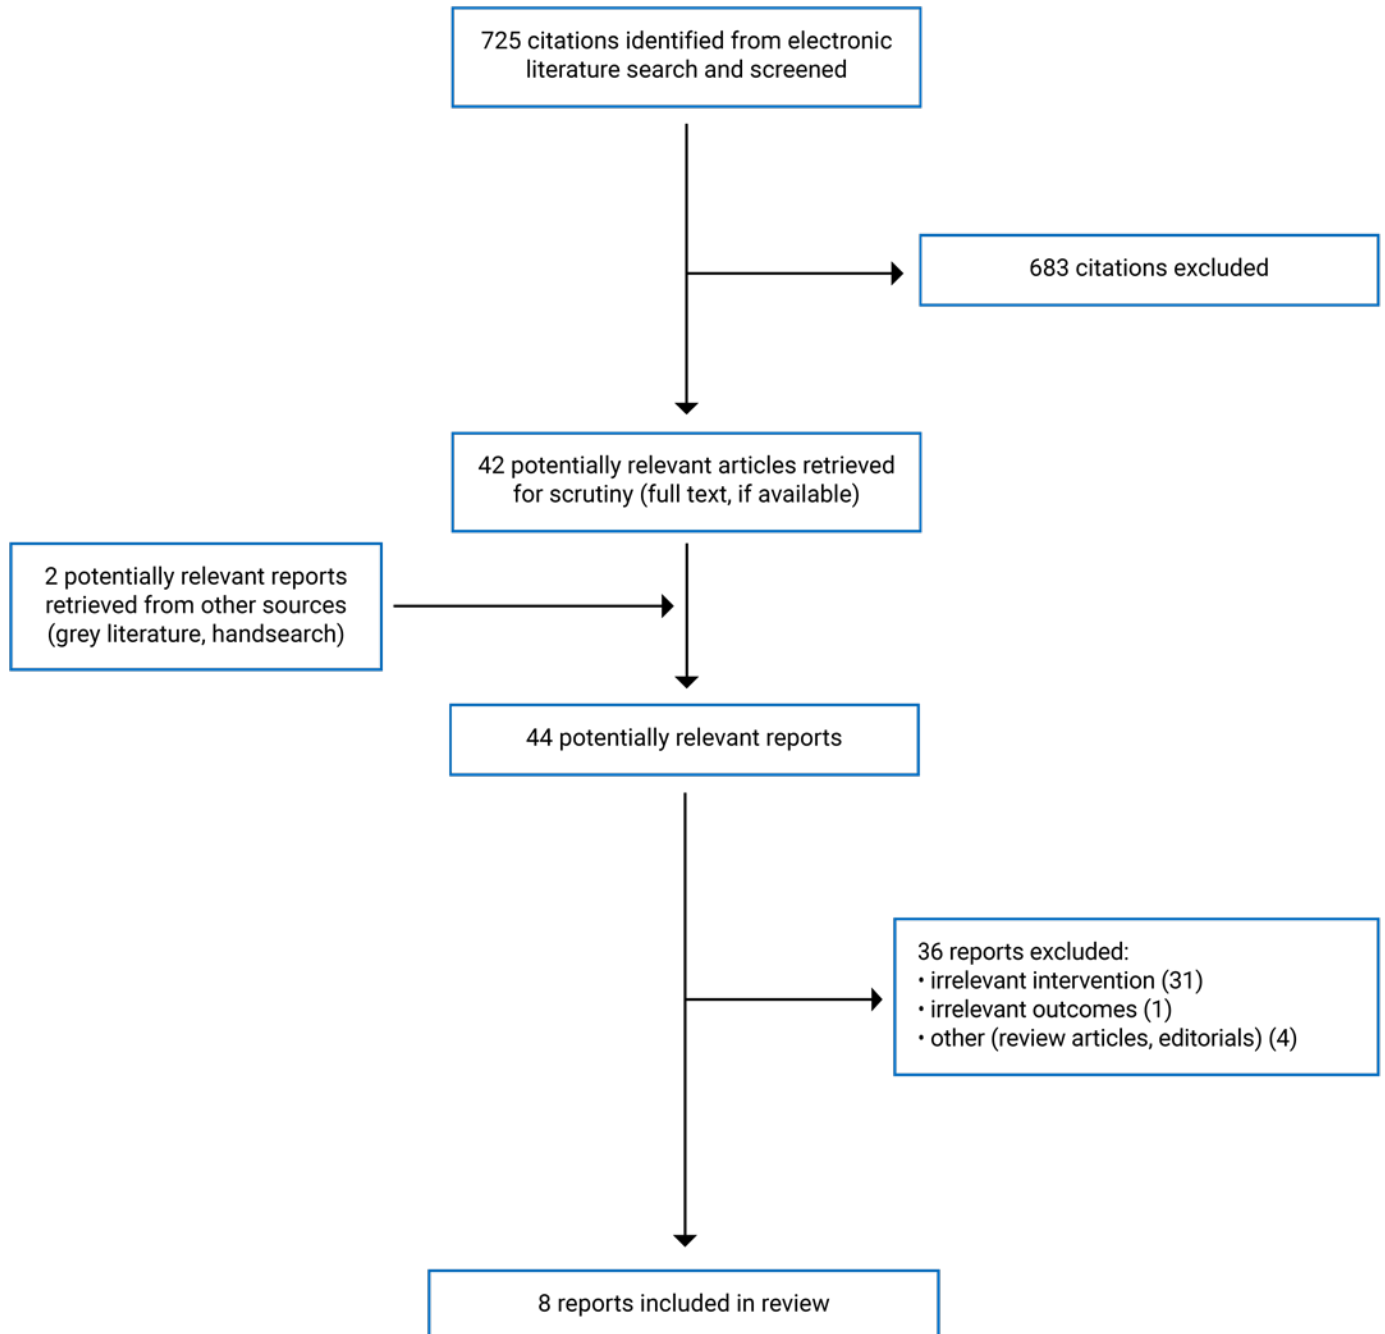 725 citations identified from electronic
literature search and screened
683 citations excluded
42 potentially relevant articles retrieved
for scrutiny (full text, if available)
2 potentially relevant reports
retrieved from other sources
(grey literature, handsearch)
44 potentially relevant reports
36 reports excluded:
• irrelevant intervention (31)
• irrelevant outcomes (1)
• other (review articles, editorials) (4)
8 reports included in review